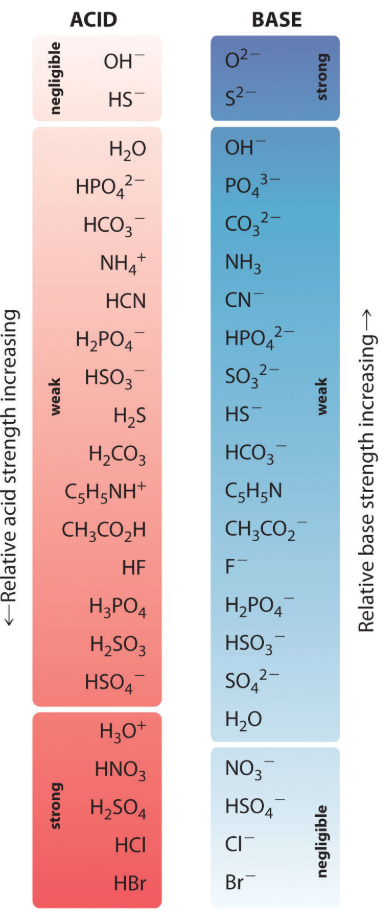 ACID BASE
negligible
OH⁻ O²⁻
HS⁻ S²⁻
strong
H₂O OH⁻
HPO₄²⁻ PO₄³⁻
HCO₃⁻ CO₃²⁻
NH₄⁺ NH₃
HCN CN⁻
H₂PO₄⁻ HPO₄²⁻
HSO₃⁻ SO₃²⁻
weak
weak
H₂S HS⁻
H₂CO₃ HCO₃⁻
C₅H₅NH⁺ C₅H₅N
CH₃CO₂H CH₃CO₂⁻
HF F⁻
H₃PO₄ H₂PO₄⁻
H₂SO₃ HSO₃⁻
HSO₄⁻ SO₄²⁻
H₃O⁺ H₂O
HNO₃ NO₃⁻
H₂SO₄ HSO₄⁻
strong
HCl Cl⁻
HBr Br⁻
negligible
←Relative acid strength increasing
Relative base strength increasing→